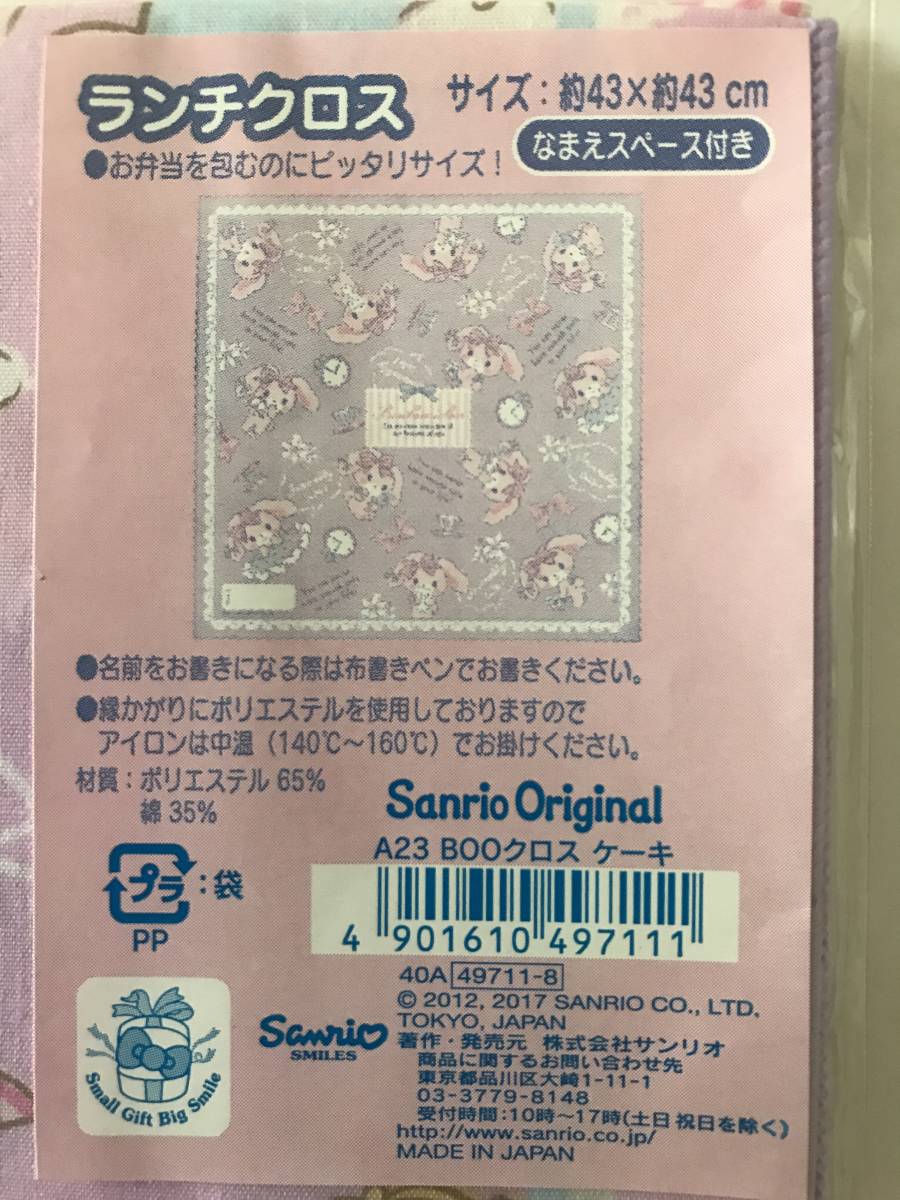 ランチクロス
サイズ：約43×約43 cm
なまえスペース付き
●お弁当を包むのにピッタリサイズ！
●名前をお書きになる際は布書きペンでお書きください。
●縁かがりにポリエステルを使用しておりますので
アイロンは中温（140℃～160℃）でお掛けください。
材質：ポリエステル 65%
綿 35%
Sanrio Original
A23 BOOクロス ケーキ
プラ：袋
PP
4 901610 497111
40A 49711-8
© 2012, 2017 SANRIO CO., LTD.
TOKYO, JAPAN
Sanrio
SMILES
著作・発売元 株式会社サンリオ
商品に関するお問い合わせ先
東京都品川区大崎1-11-1
03-3779-8148
受付時間：10時～17時(土日 祝日を除く)
http://www.sanrio.co.jp/
MADE IN JAPAN
Small Gift Big Smile